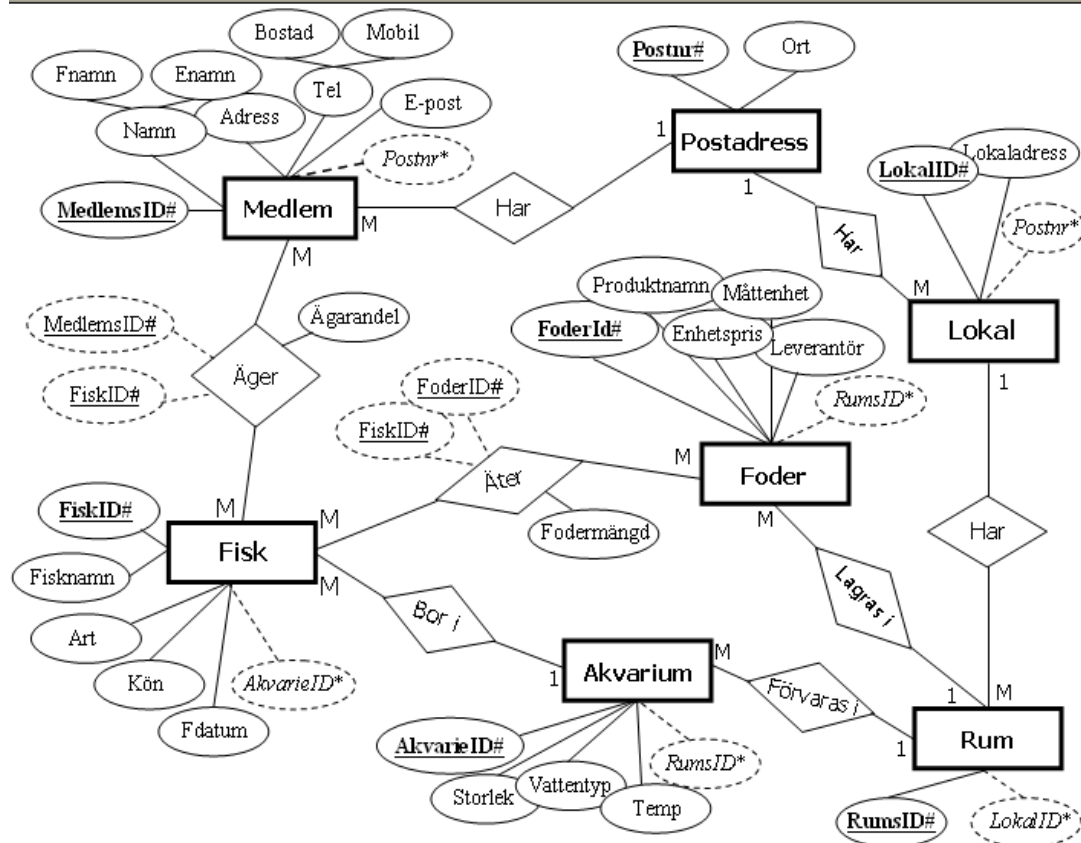 Bostad
Mobil
Fnamn
Enamn
Tel
Namn
Adress
E-post
Postnr*
MedlemsID#
Medlem
M
M
Har
Postnr#
Ort
Postadress
1
1
Har
LokalID#
Lokaladress
Postnr*
M
Lokal
1
MedlemsID#
Ägarandel
FiskID#
Äger
M
Produktnamn
Måttenhet
FoderId#
Enhetspris
Leverantör
RumsID*
FoderID#
FiskID#
Äter
Fodermängd
M
Foder
M
FiskID#
Fisk
M
M
Fisknamn
Art
Kön
Fdatum
AkvarieID*
Bor i
1
Akvarium
M
AkvarieID#
Storlek
Vattentyp
Temp
RumsID*
Förvaras i
Lagras i
Har
1
1
M
Rum
RumsID#
LokalID*